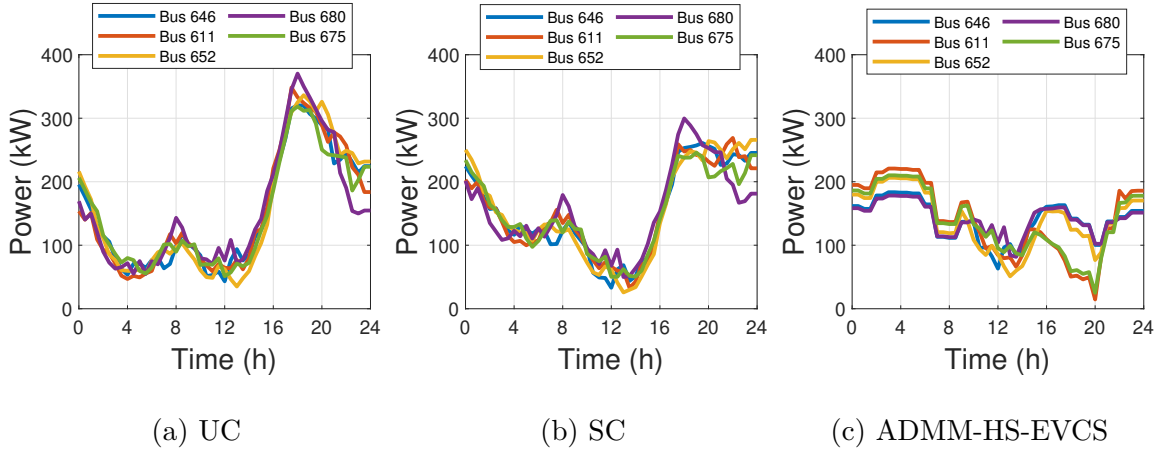 Bus 646 Bus 680
Bus 611 Bus 675
Bus 652
Power (kW)
400
300
200
100
0
0 4 8 12 16 20 24
Time (h)
(a) UC
Bus 646 Bus 680
Bus 611 Bus 675
Bus 652
Power (kW)
400
300
200
100
0
0 4 8 12 16 20 24
Time (h)
(b) SC
Bus 646 Bus 680
Bus 611 Bus 675
Bus 652
Power (kW)
400
300
200
100
0
0 4 8 12 16 20 24
Time (h)
(c) ADMM-HS-EVCS